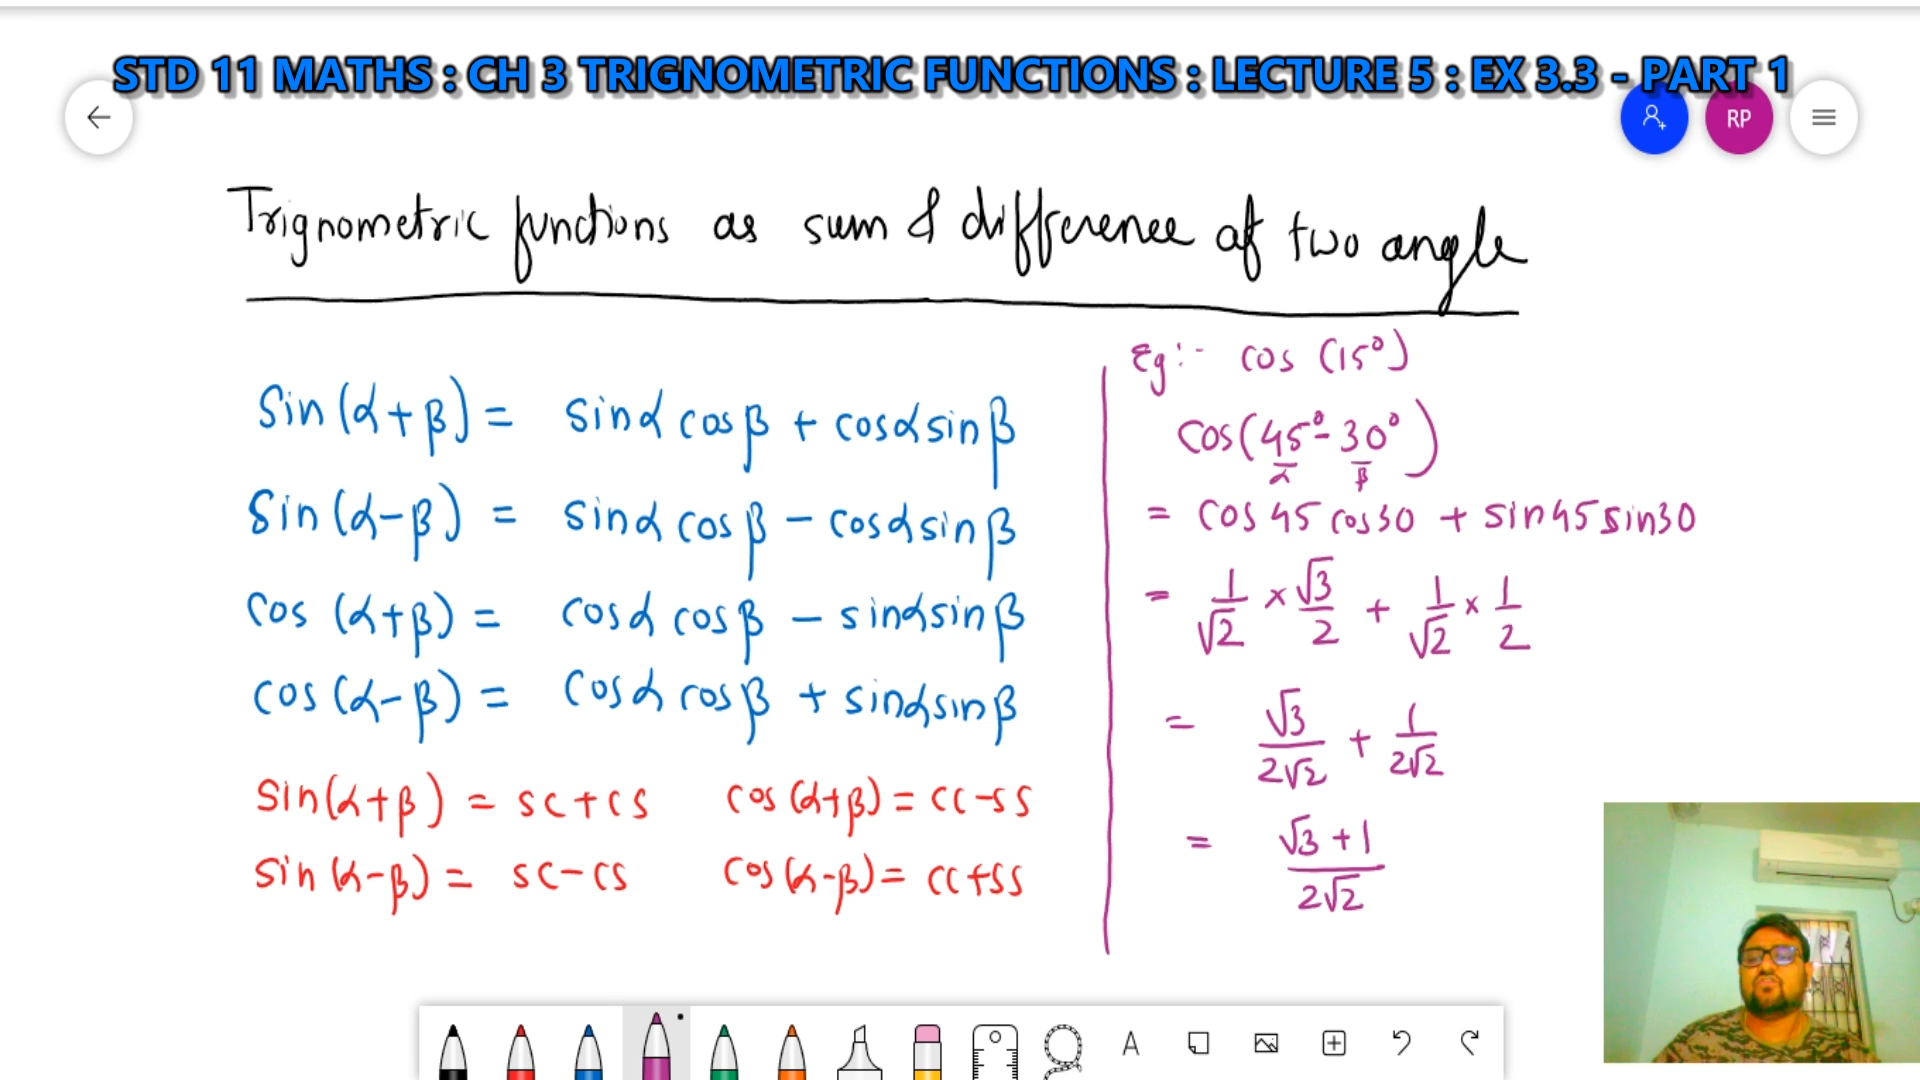 STD 11 MATHS : CH 3 TRIGNOMETRIC FUNCTIONS : LECTURE 5 : EX 3.3 - PART 1
RP
Trignometric functions as sum & difference of two angle
Sin(α+β) = sinα cosβ + cosα sinβ
Sin(α-β) = sinα cosβ - cosα sinβ
cos (α+β) = cosα cosβ - sinα sinβ
cos(α-β) = cosα cosβ + sinα sinβ
sin(α+β) = sc+cs cos(α+β) = cc-ss
sin(α-β) = sc-cs cos(α-β) = cc+ss
Eg:- cos (15°)
cos(45°-30°)
α β
= cos 45 cos30 + sin45 sin30
= 1/√2 × √3/2 + 1/√2 × 1/2
= √3/2√2 + 1/2√2
= √3+1/2√2
A